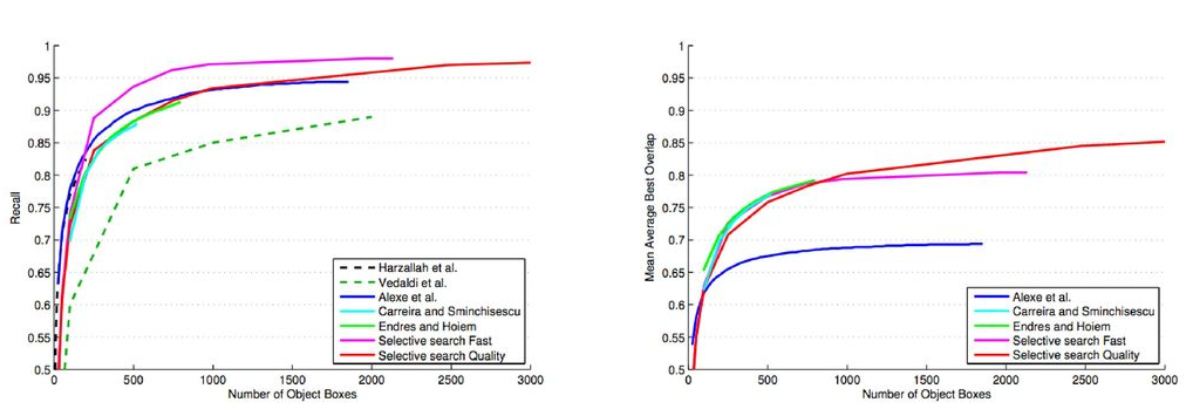 1
0.95
0.9
0.85
0.8
0.75
0.7
0.65
0.6
0.55
0.5
Recall
0 500 1000 1500 2000 2500 3000
Number of Object Boxes
Harzallah et al.
Vedaldi et al.
Alexe et al.
Carreira and Sminchisescu
Endres and Hoiem
Selective search Fast
Selective search Quality
1
0.95
0.9
0.85
0.8
0.75
0.7
0.65
0.6
0.55
0.5
Mean Average Best Overlap
0 500 1000 1500 2000 2500 3000
Number of Object Boxes
Alexe et al.
Carreira and Sminchisescu
Endres and Hoiem
Selective search Fast
Selective search Quality